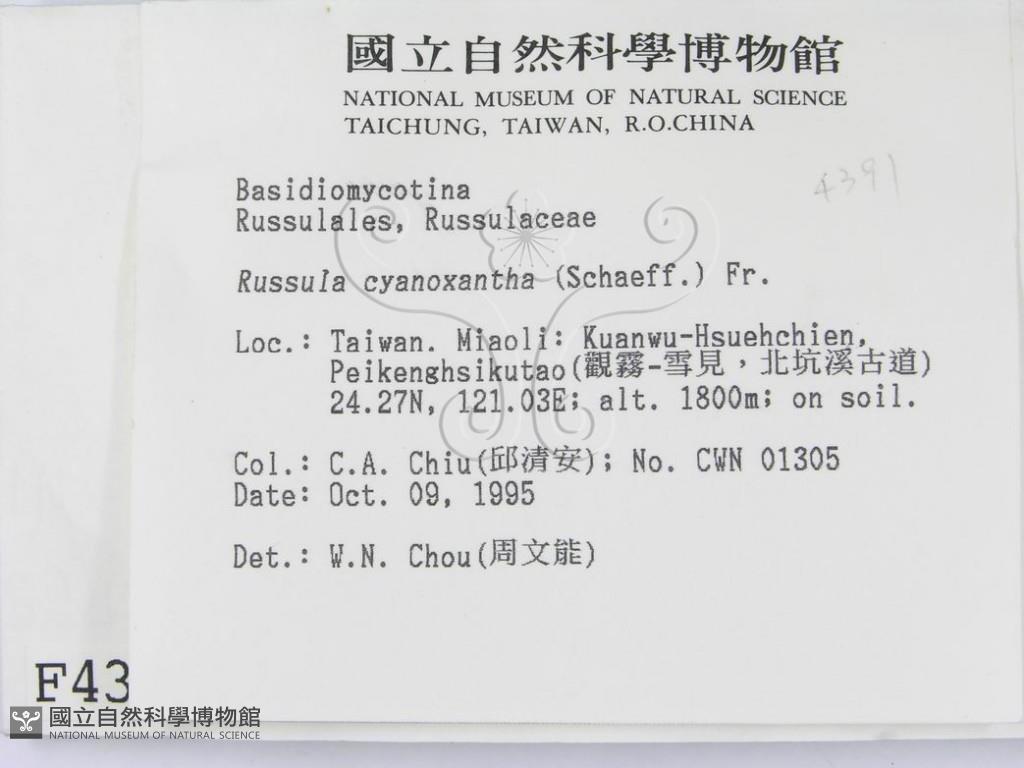 國立自然科學博物館
NATIONAL MUSEUM OF NATURAL SCIENCE
TAICHUNG, TAIWAN, R.O.CHINA
4391
Basidiomycotina
Russulales, Russulaceae
Russula cyanoxantha (Schaeff.) Fr.
Loc.: Taiwan. Miaoli: Kuanwu-Hsuehchien,
Peikenghsikutao(觀霧-雪見，北坑溪古道)
24.27N, 121.03E; alt. 1800m; on soil.
Col.: C.A. Chiu(邱清安); No. CWN 01305
Date: Oct. 09, 1995
Det.: W.N. Chou(周文能)
F43
國立自然科學博物館
NATIONAL MUSEUM OF NATURAL SCIENCE